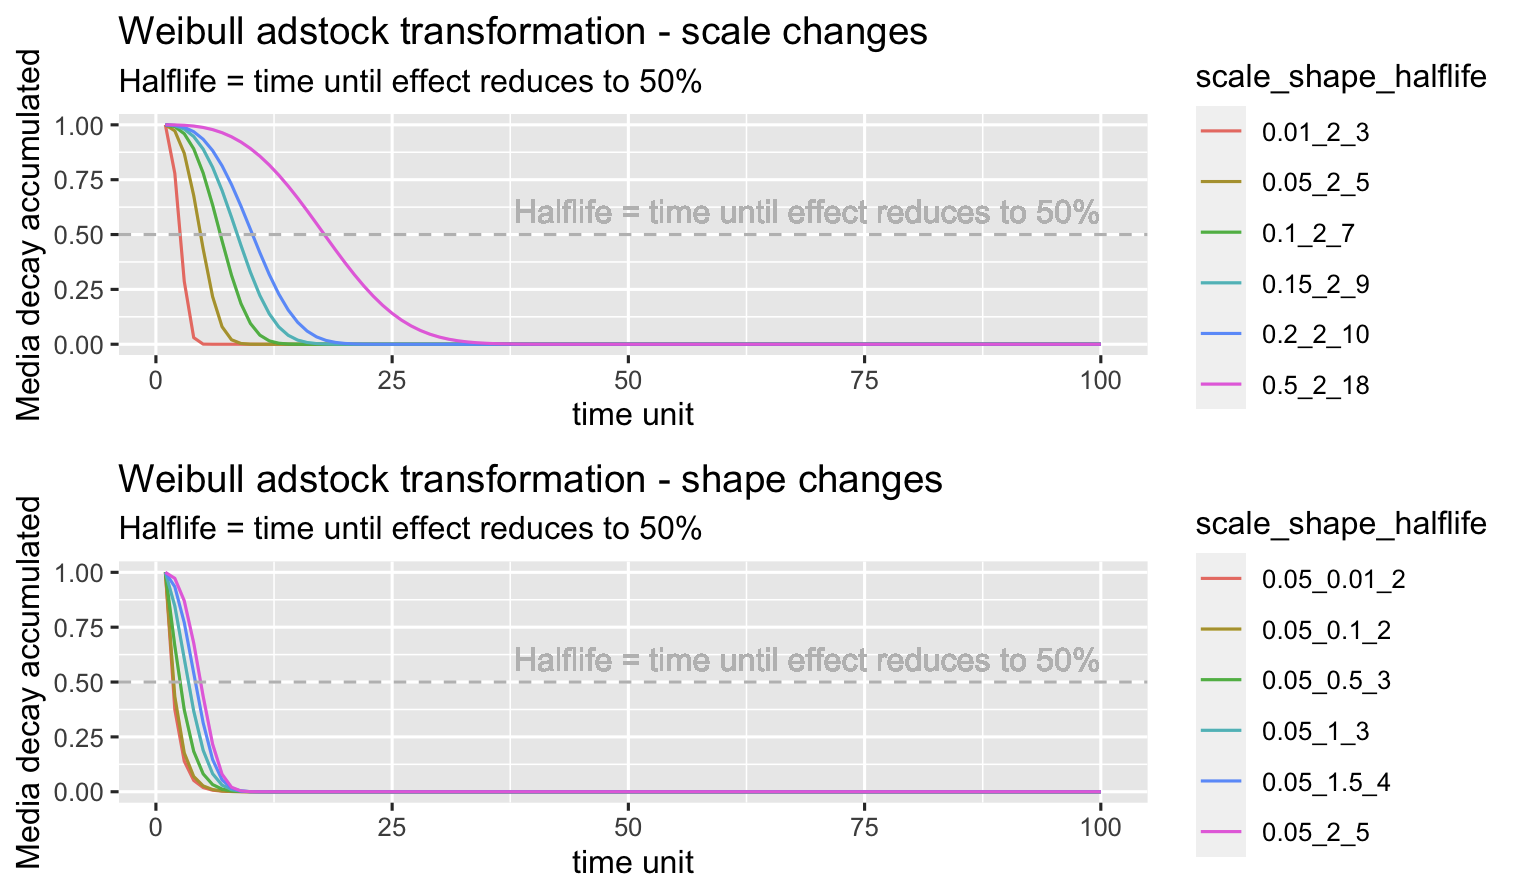 Weibull adstock transformation - scale changes
Halflife = time until effect reduces to 50%
Media decay accumulated
1.00
0.75
0.50
0.25
0.00
Halflife = time until effect reduces to 50%
0 25 50 75 100
time unit
scale_shape_halflife
0.01_2_3
0.05_2_5
0.1_2_7
0.15_2_9
0.2_2_10
0.5_2_18
Weibull adstock transformation - shape changes
Halflife = time until effect reduces to 50%
Media decay accumulated
1.00
0.75
0.50
0.25
0.00
Halflife = time until effect reduces to 50%
0 25 50 75 100
time unit
scale_shape_halflife
0.05_0.01_2
0.05_0.1_2
0.05_0.5_3
0.05_1_3
0.05_1.5_4
0.05_2_5